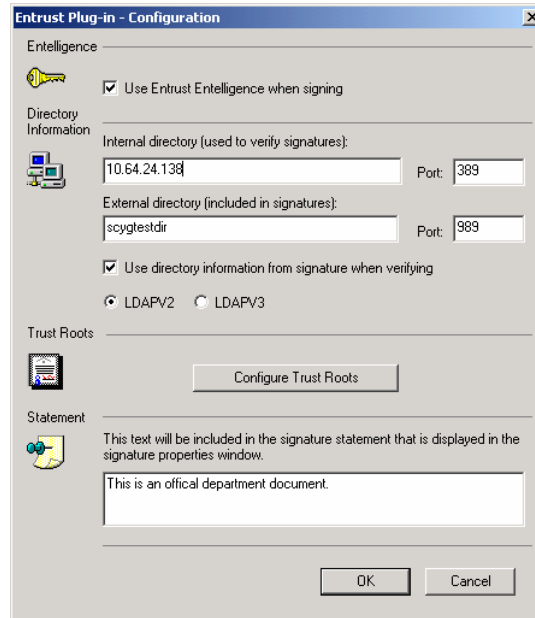 Entrust Plug-in - Configuration
Entelligence
Use Entrust Entelligence when signing
Directory
Information
Internal directory (used to verify signatures):
10.64.24.138
Port:
389
External directory (included in signatures):
scygtestdir
Port:
989
Use directory information from signature when verifying
LDAPV2
LDAPV3
Trust Roots
Configure Trust Roots
Statement
This text will be included in the signature statement that is displayed in the
signature properties window.
This is an offical department document.
OK
Cancel